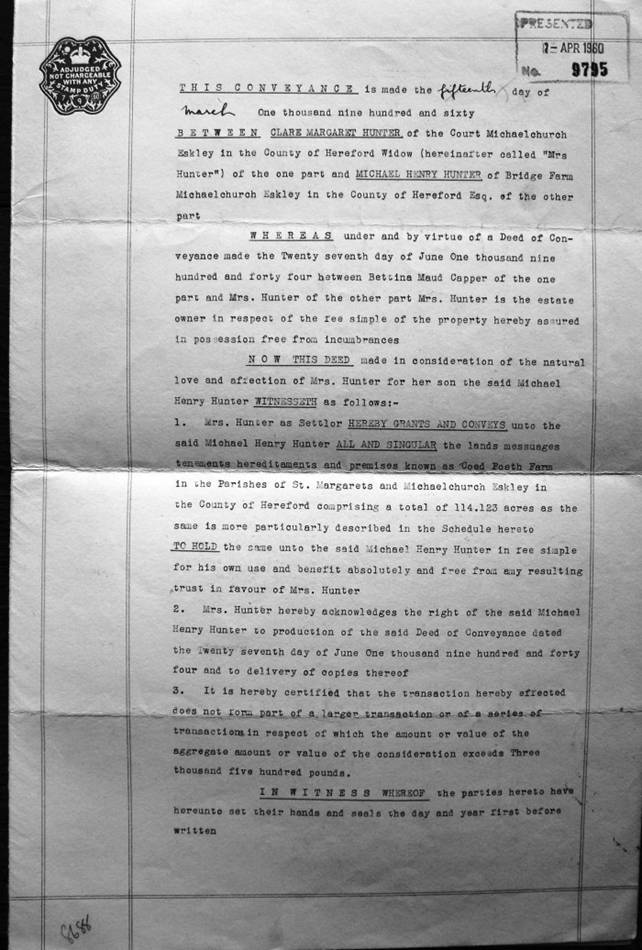 PRESENTED
2- APR 1960
No. 9795
ADJUDGED
NOT CHARGEABLE
WITH ANY
STAMP DUTY
THIS CONVEYANCE is made the fifteenth day of
march One thousand nine hundred and sixty
BETWEEN CLARE MARGARET HUNTER of the Court Michaelchurch
Eskley in the County of Hereford Widow (hereinafter called "Mrs
Hunter") of the one part and MICHAEL HENRY HUNTER of Bridge Farm
Michaelchurch Eskley in the County of Hereford Esq. of the other
part
WHEREAS under and by virtue of a Deed of Con-
veyance made the Twenty seventh day of June One thousand nine
hundred and forty four between Bettina Maud Capper of the one
part and Mrs. Hunter of the other part Mrs. Hunter is the estate
owner in respect of the fee simple of the property hereby assured
in possession free from incumbrances
NOW THIS DEED made in consideration of the natural
love and affection of Mrs. Hunter for her son the said Michael
Henry Hunter WITNESSETH as follows:-
1. Mrs. Hunter as Settlor HEREBY GRANTS AND CONVEYS unto the
said Michael Henry Hunter ALL AND SINGULAR the lands messuages
tenements hereditaments and premises known as Coed Poeth Farm
in the Parishes of St. Margarets and Michaelchurch Eskley in
the County of Hereford comprising a total of 114.123 acres as the
same is more particularly described in the Schedule hereto
TO HOLD the same unto the said Michael Henry Hunter in fee simple
for his own use and benefit absolutely and free from any resulting
trust in favour of Mrs. Hunter
2. Mrs. Hunter hereby acknowledges the right of the said Michael
Henry Hunter to production of the said Deed of Conveyance dated
the Twenty seventh day of June One thousand nine hundred and forty
four and to delivery of copies thereof
3. It is hereby certified that the transaction hereby effected
does not form part of a larger transaction or of a series of
transactions in respect of which the amount or value of the
aggregate amount or value of the consideration exceeds Three
thousand five hundred pounds.
IN WITNESS WHEREOF the parties hereto have
hereunto set their hands and seals the day and year first before
written
8688